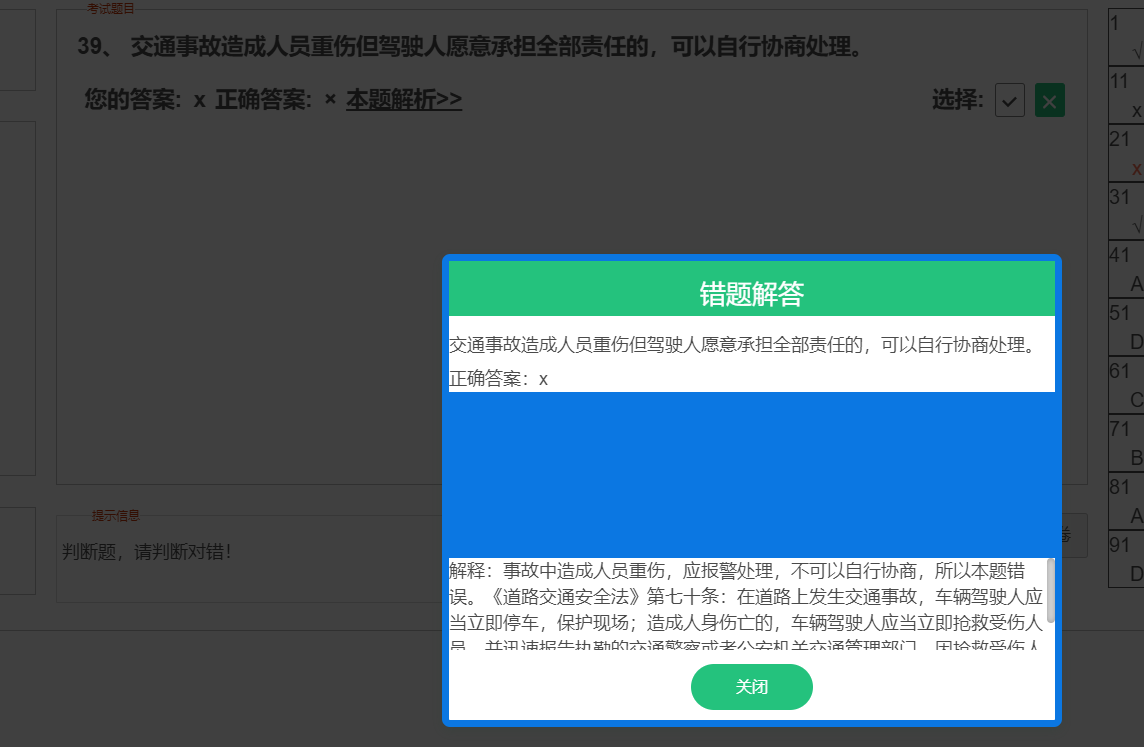 考试题目
39、 交通事故造成人员重伤但驾驶人愿意承担全部责任的，可以自行协商处理。
您的答案: x 正确答案: × 本题解析>>
选择:
错题解答
交通事故造成人员重伤但驾驶人愿意承担全部责任的，可以自行协商处理。
正确答案: x
解释：事故中造成人员重伤，应报警处理，不可以自行协商，所以本题错
误。《道路交通安全法》第七十条：在道路上发生交通事故，车辆驾驶人应
当立即停车，保护现场；造成人身伤亡的，车辆驾驶人应当立即抢救受伤人
员，并迅速报告执勤的交通警察或者公安机关交通管理部门。因抢救受伤人
关闭
提示信息
判断题，请判断对错！
卷
1
√
11
x
21
x
31
√
41
A
51
D
61
C
71
B
81
A
91
D